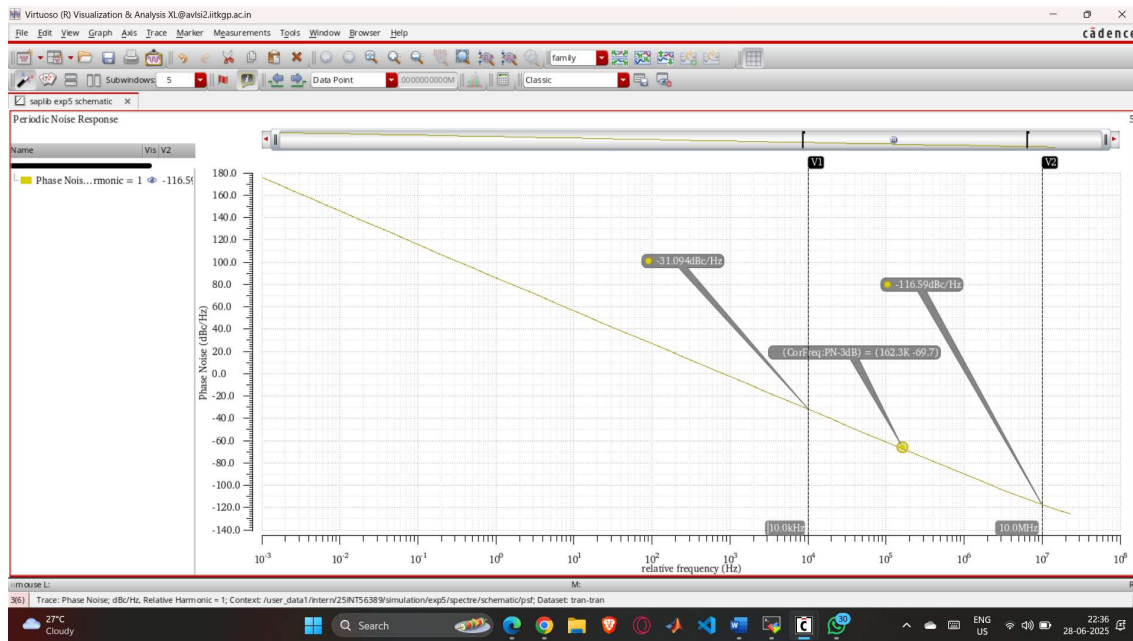 Virtuoso (R) Visualization & Analysis XL@avlsi2.iitkgp.ac.in
File Edit View Graph Axis Trace Marker Measurements Tools Window Browser Help
cādence
family
Subwindows: 5
Data Point
0000000000M
Classic
saplib exp5 schematic
Periodic Noise Response
5
Name Vis V2
Phase Nois...rmonic = 1 -116.59
V1
V2
180.0
160.0
140.0
120.0
100.0
80.0
60.0
40.0
20.0
0.0
-20.0
-40.0
-60.0
-80.0
-100.0
-120.0
-140.0
Phase Noise (dBc/Hz)
-31.094dBc/Hz
-116.59dBc/Hz
(CorFreq:PN-3dB) = (162.3K -69.7)
10.0kHz
10.0MHz
10⁻³ 10⁻² 10⁻¹ 10⁰ 10¹ 10² 10³ 10⁴ 10⁵ 10⁶ 10⁷ 10⁸
relative frequency (Hz)
mouse L: M: R
3(6) Trace: Phase Noise; dBc/Hz, Relative Harmonic = 1; Context: /user_data1/intern/25INT56389/simulation/exp5/spectre/schematic/psf; Dataset: tran-tran
27°C
Cloudy
Search
30
ENG
US
22:36
28-06-2025